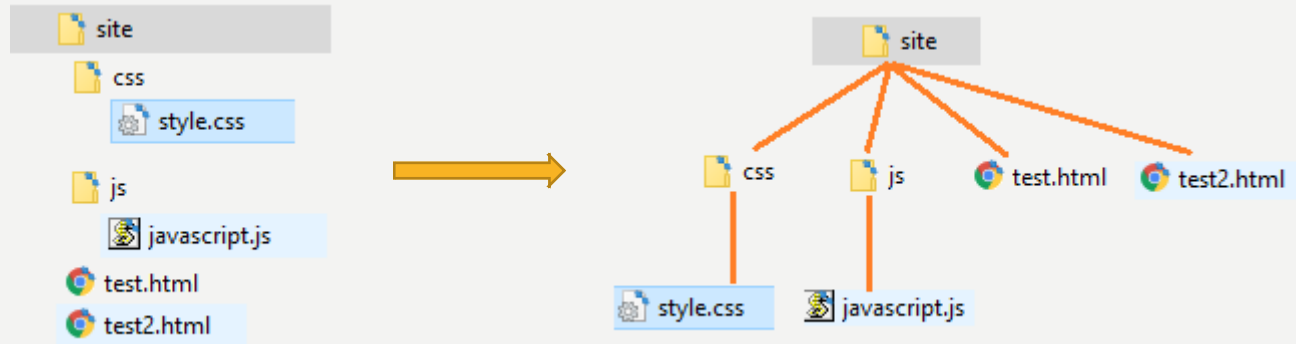 site
css
style.css
js
javascript.js
test.html
test2.html
site
css
js
test.html
test2.html
style.css
javascript.js